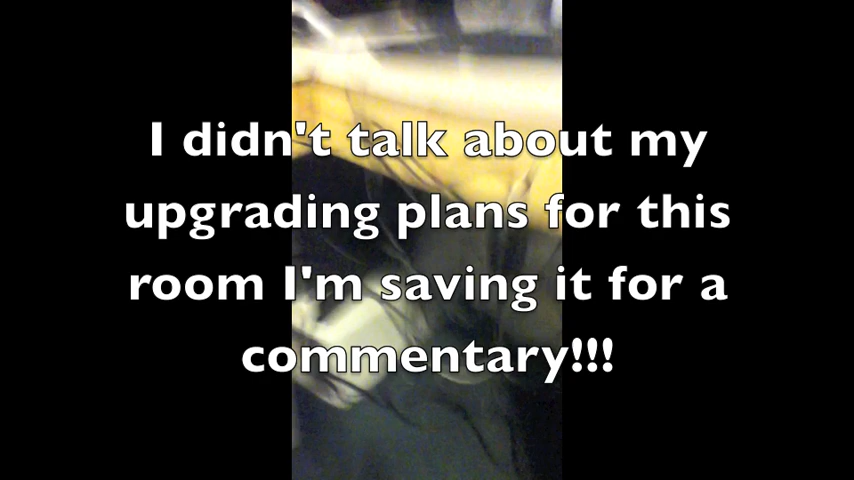 I didn't talk about my
upgrading plans for this
room I'm saving it for a
commentary!!!